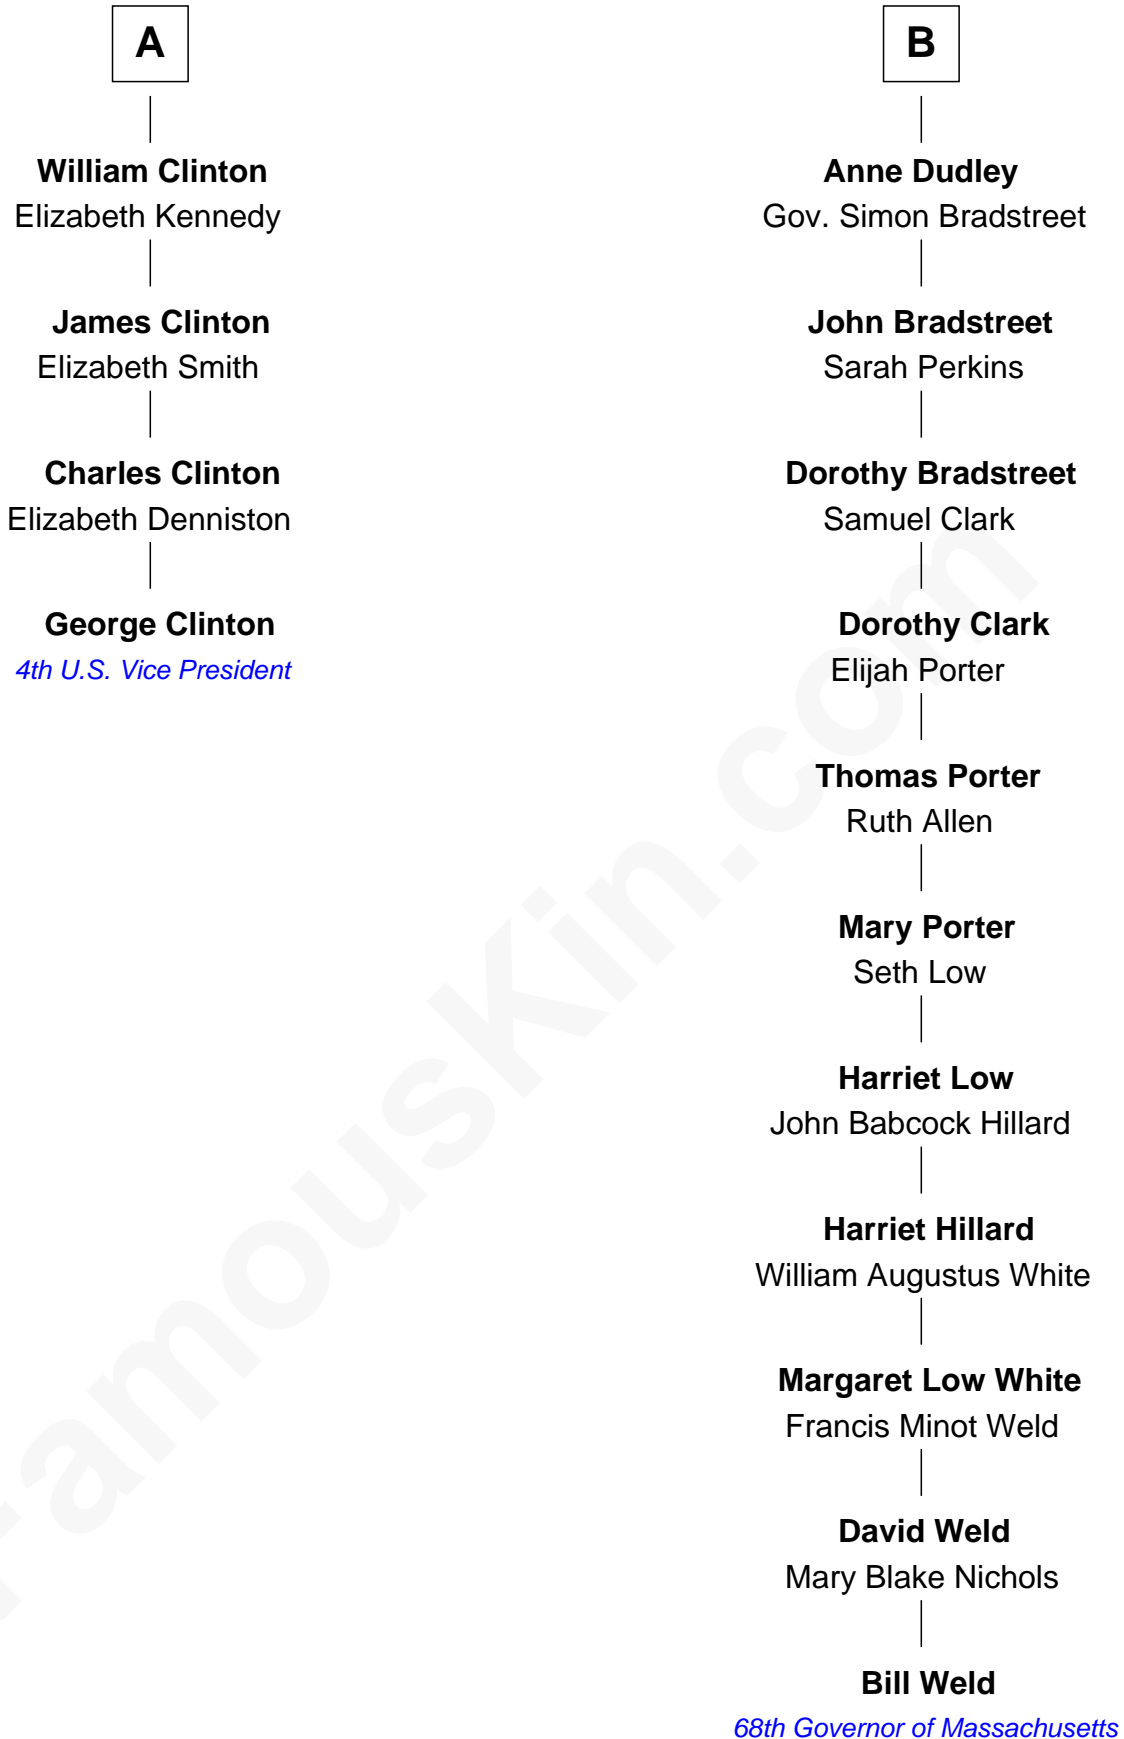 A
William Clinton
Elizabeth Kennedy
James Clinton
Elizabeth Smith
Charles Clinton
Elizabeth Denniston
George Clinton
4th U.S. Vice President
B
Anne Dudley
Gov. Simon Bradstreet
John Bradstreet
Sarah Perkins
Dorothy Bradstreet
Samuel Clark
Dorothy Clark
Elijah Porter
Thomas Porter
Ruth Allen
Mary Porter
Seth Low
Harriet Low
John Babcock Hillard
Harriet Hillard
William Augustus White
Margaret Low White
Francis Minot Weld
David Weld
Mary Blake Nichols
Bill Weld
68th Governor of Massachusetts
FamousKin.com